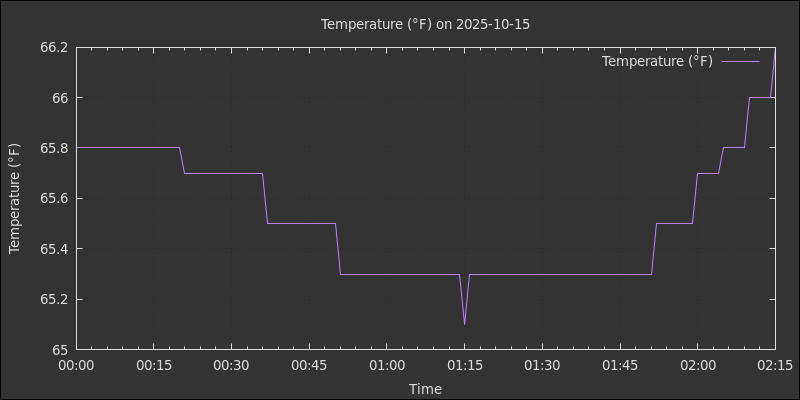 Temperature (°F) on 2025-10-15
Temperature (°F)
Temperature (°F)
66.2
66
65.8
65.6
65.4
65.2
65
00:00 00:15 00:30 00:45 01:00 01:15 01:30 01:45 02:00 02:15
Time